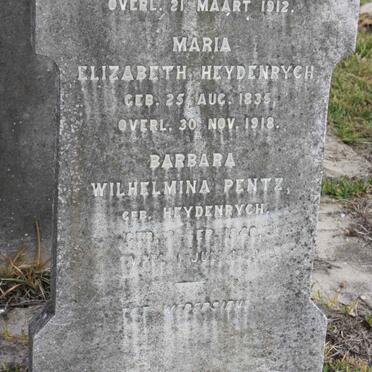 OVERL. 21 MAART 1912.
MARIA
ELIZABETH HEYDENRYCH
GEB. 25 AUG. 1835,
OVERL. 30 NOV. 1918.
BARBARA
WILHELMINA PENTZ,
GEB. HEYDENRYCH.